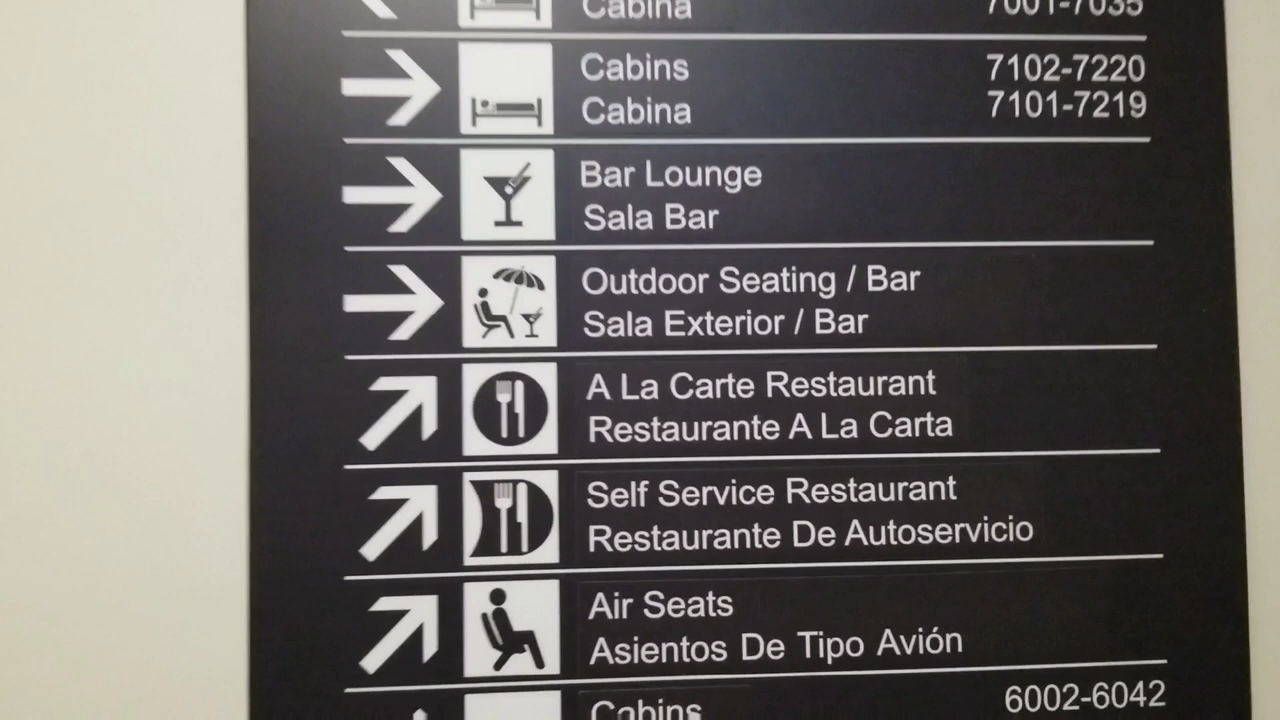 Cabina 7001-7035
Cabins 7102-7220
Cabina 7101-7219
Bar Lounge
Sala Bar
Outdoor Seating / Bar
Sala Exterior / Bar
A La Carte Restaurant
Restaurante A La Carta
Self Service Restaurant
Restaurante De Autoservicio
Air Seats
Asientos De Tipo Avión
Cabins 6002-6042